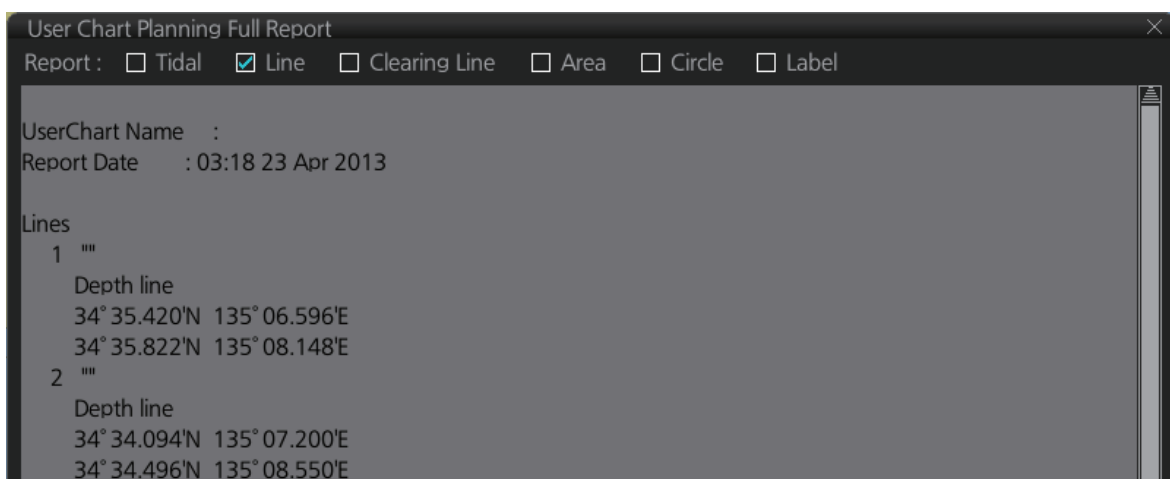 User Chart Planning Full Report
Report : Tidal Line Clearing Line Area Circle Label
UserChart Name :
Report Date : 03:18 23 Apr 2013
Lines
1 ""
Depth line
34°35.420'N 135°06.596'E
34°35.822'N 135°08.148'E
2 ""
Depth line
34°34.094'N 135°07.200'E
34°34.496'N 135°08.550'E